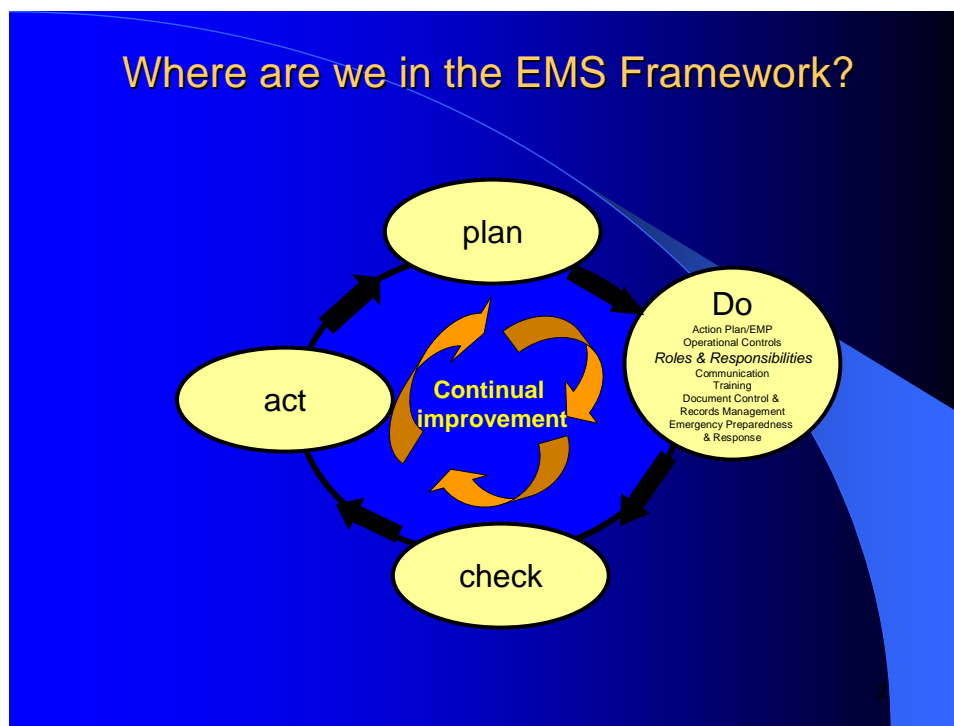 Where are we in the EMS Framework?
plan
Do
Action Plan/EMP
Operational Controls
Roles & Responsibilities
Communication
Training
Document Control &
Records Management
Emergency Preparedness
& Response
act
Continual
improvement
check